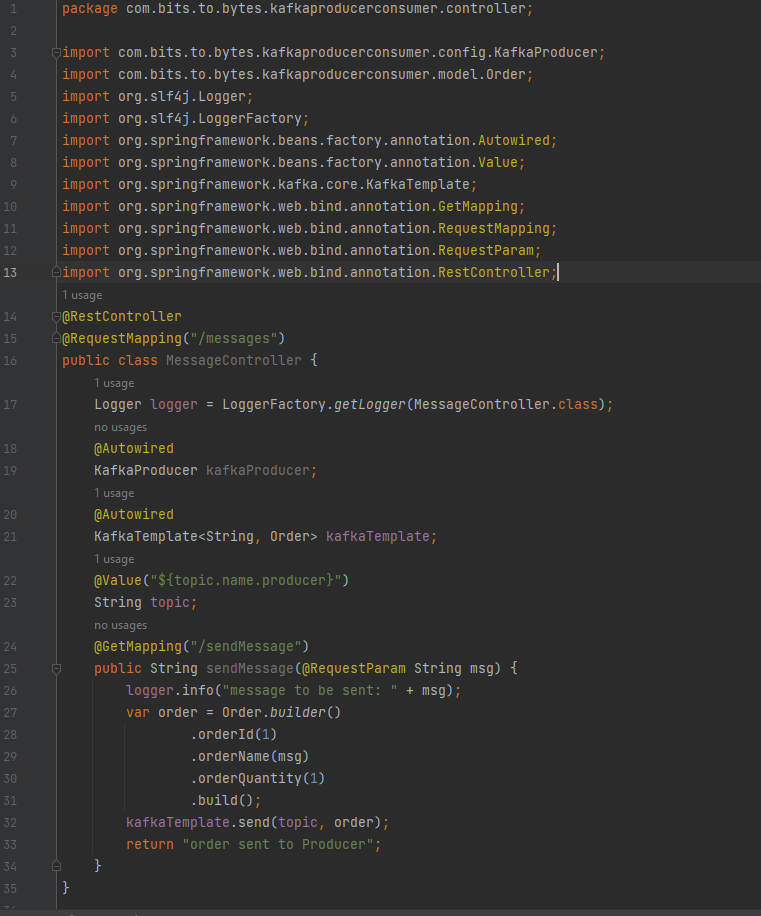 1 package com.bits.to.bytes.kafkaproducerconsumer.controller;
2
3 import com.bits.to.bytes.kafkaproducerconsumer.config.KafkaProducer;
4 import com.bits.to.bytes.kafkaproducerconsumer.model.Order;
5 import org.slf4j.Logger;
6 import org.slf4j.LoggerFactory;
7 import org.springframework.beans.factory.annotation.Autowired;
8 import org.springframework.beans.factory.annotation.Value;
9 import org.springframework.kafka.core.KafkaTemplate;
10 import org.springframework.web.bind.annotation.GetMapping;
11 import org.springframework.web.bind.annotation.RequestMapping;
12 import org.springframework.web.bind.annotation.RequestParam;
13 import org.springframework.web.bind.annotation.RestController;
1 usage
14 @RestController
15 @RequestMapping("/messages")
16 public class MessageController {
1 usage
17     Logger logger = LoggerFactory.getLogger(MessageController.class);
no usages
18     @Autowired
19     KafkaProducer kafkaProducer;
1 usage
20     @Autowired
21     KafkaTemplate<String, Order> kafkaTemplate;
1 usage
22     @Value("${topic.name.producer}")
23     String topic;
no usages
24     @GetMapping("/sendMessage")
25     public String sendMessage(@RequestParam String msg) {
26         logger.info("message to be sent: " + msg);
27         var order = Order.builder()
28                 .orderId(1)
29                 .orderName(msg)
30                 .orderQuantity(1)
31                 .build();
32         kafkaTemplate.send(topic, order);
33         return "order sent to Producer";
34     }
35 }